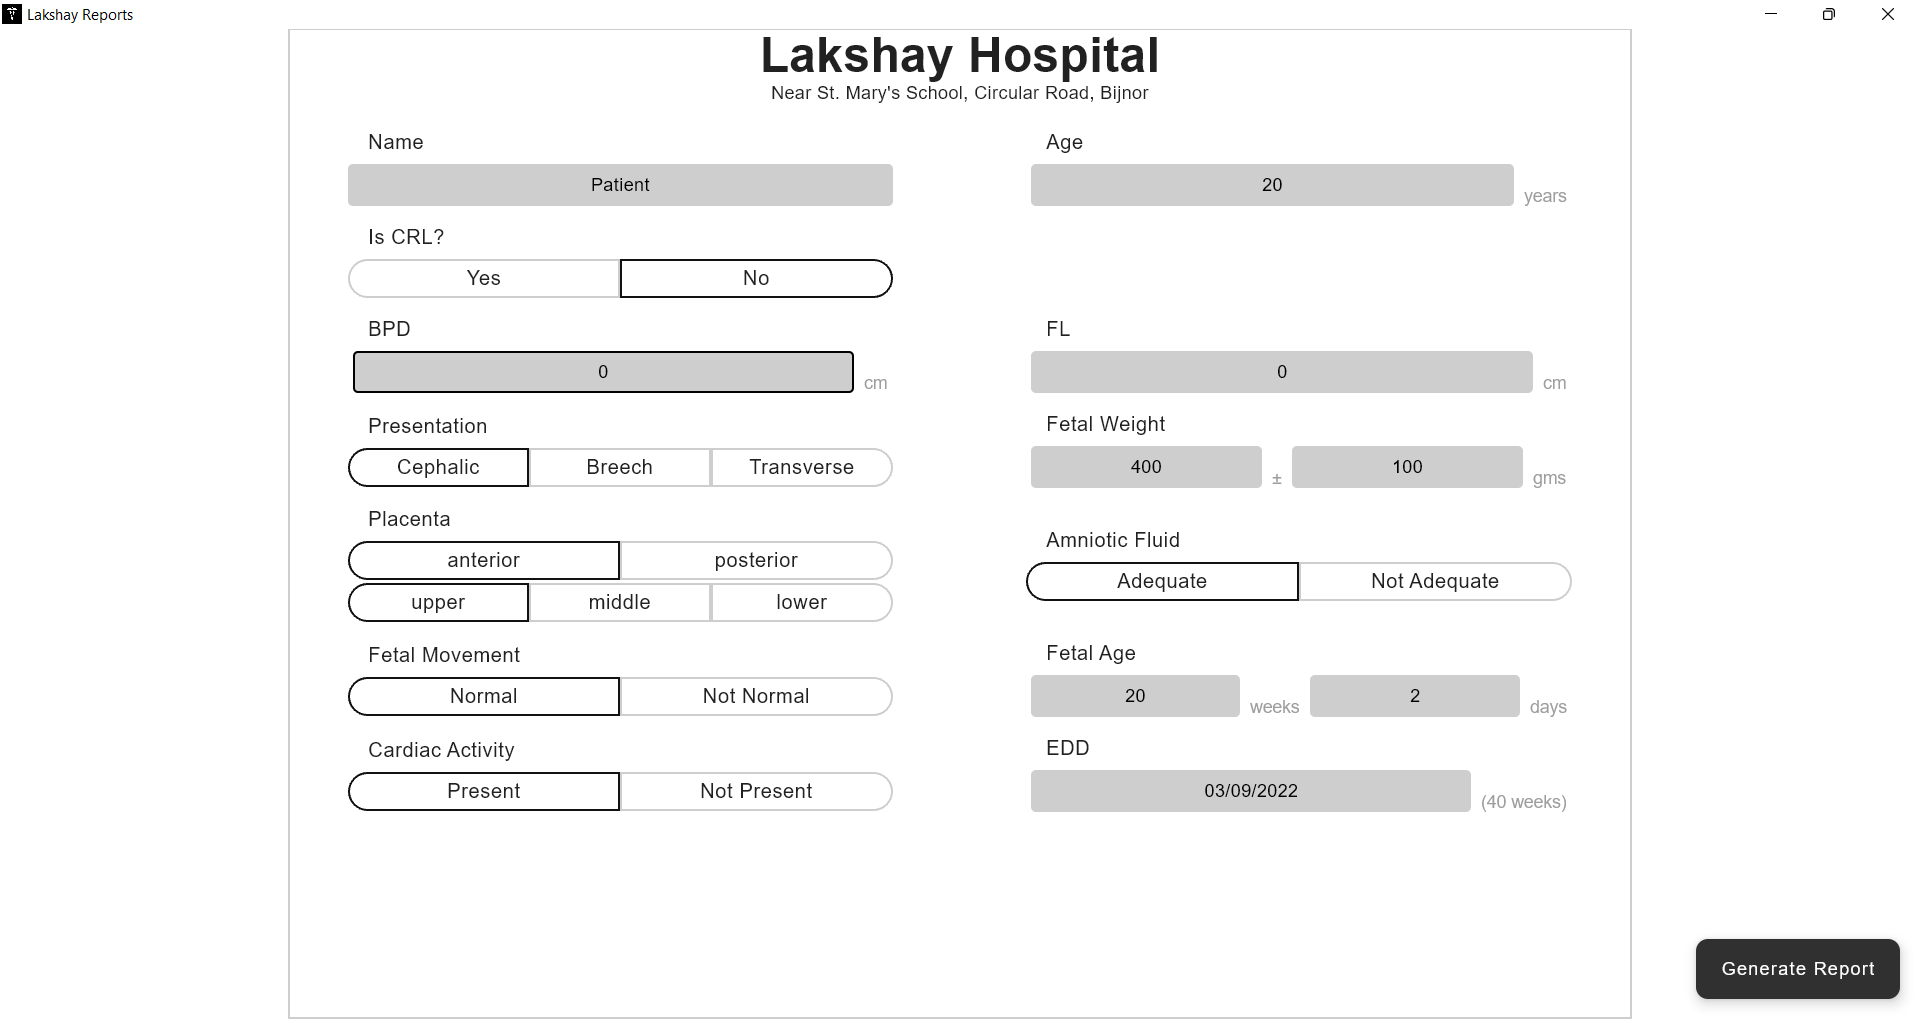 Lakshay Reports
Lakshay Hospital
Near St. Mary's School, Circular Road, Bijnor
Name
Age
Patient
20 years
Is CRL?
Yes No
BPD
FL
0 cm
0 cm
Presentation
Fetal Weight
Cephalic Breech Transverse
400 ± 100 gms
Placenta
Amniotic Fluid
anterior posterior
Adequate Not Adequate
upper middle lower
Fetal Movement
Fetal Age
Normal Not Normal
20 weeks 2 days
Cardiac Activity
EDD
Present Not Present
03/09/2022 (40 weeks)
Generate Report